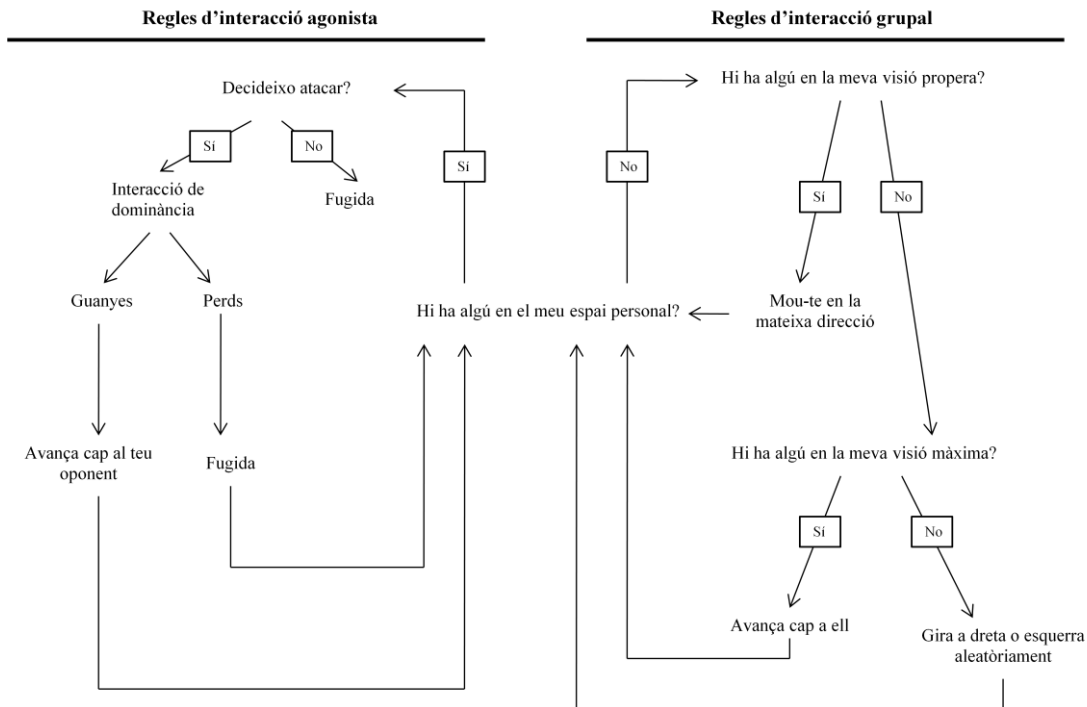 Regles d’interacció agonista
Regles d’interacció grupal
Decideixo atacar?
Sí
No
Interacció de
dominància
Fugida
Guanyes
Perds
Avança cap al teu
oponent
Fugida
Sí
No
Hi ha algú en el meu espai personal?
Hi ha algú en la meva visió propera?
Sí
No
Mou-te en la
mateixa direcció
Hi ha algú en la meva visió màxima?
Sí
No
Avança cap a ell
Gira a dreta o esquerra
aleatòriament